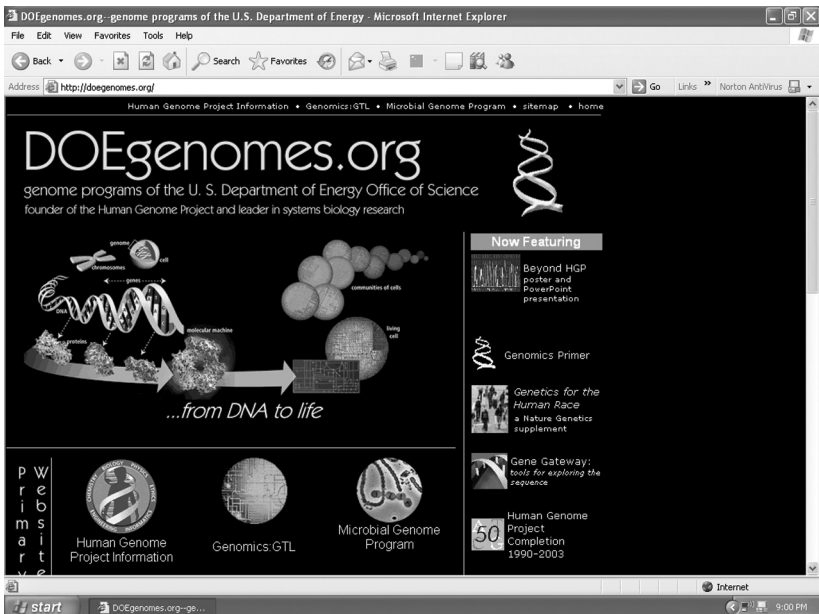 DOEgenomes.org--genome programs of the U.S. Department of Energy - Microsoft Internet Explorer
File Edit View Favorites Tools Help
Back Search Favorites
Address http://doegenomes.org/ Go Links » Norton AntiVirus
Human Genome Project Information • Genomics:GTL • Microbial Genome Program • sitemap • home
DOEgenomes.org
genome programs of the U. S. Department of Energy Office of Science
founder of the Human Genome Project and leader in systems biology research
genome
chromosomes
cell
genes
DNA
proteins
molecular machine
communities of cells
living
cell
...from DNA to life
Now Featuring
Beyond HGP
poster and
PowerPoint
presentation
Genomics Primer
Genetics for the
Human Race
a Nature Genetics
supplement
Gene Gateway:
tools for exploring the
sequence
50
Human Genome
Project
Completion
1990-2003
Primary
Website
CHEMISTRY BIOLOGY PHYSICS ETHICS INFORMATICS ENGINEERING
Human Genome
Project Information
Genomics:GTL
Microbial Genome
Program
Internet
start DOEgenomes.org--ge... 9:00 PM